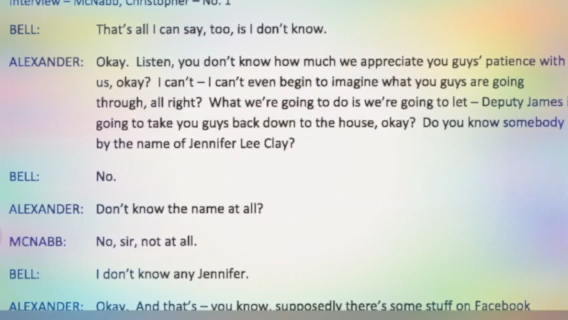 Interview – McNabb, Christopher – No. 1
BELL: That's all I can say, too, is I don't know.
ALEXANDER: Okay. Listen, you don't know how much we appreciate you guys' patience with
us, okay? I can't – I can't even begin to imagine what you guys are going
through, all right? What we're going to do is we're going to let – Deputy James
going to take you guys back down to the house, okay? Do you know somebody
by the name of Jennifer Lee Clay?
BELL: No.
ALEXANDER: Don't know the name at all?
MCNABB: No, sir, not at all.
BELL: I don't know any Jennifer.
ALEXANDER: Okay. And that's – you know, supposedly there's some stuff on Facebook